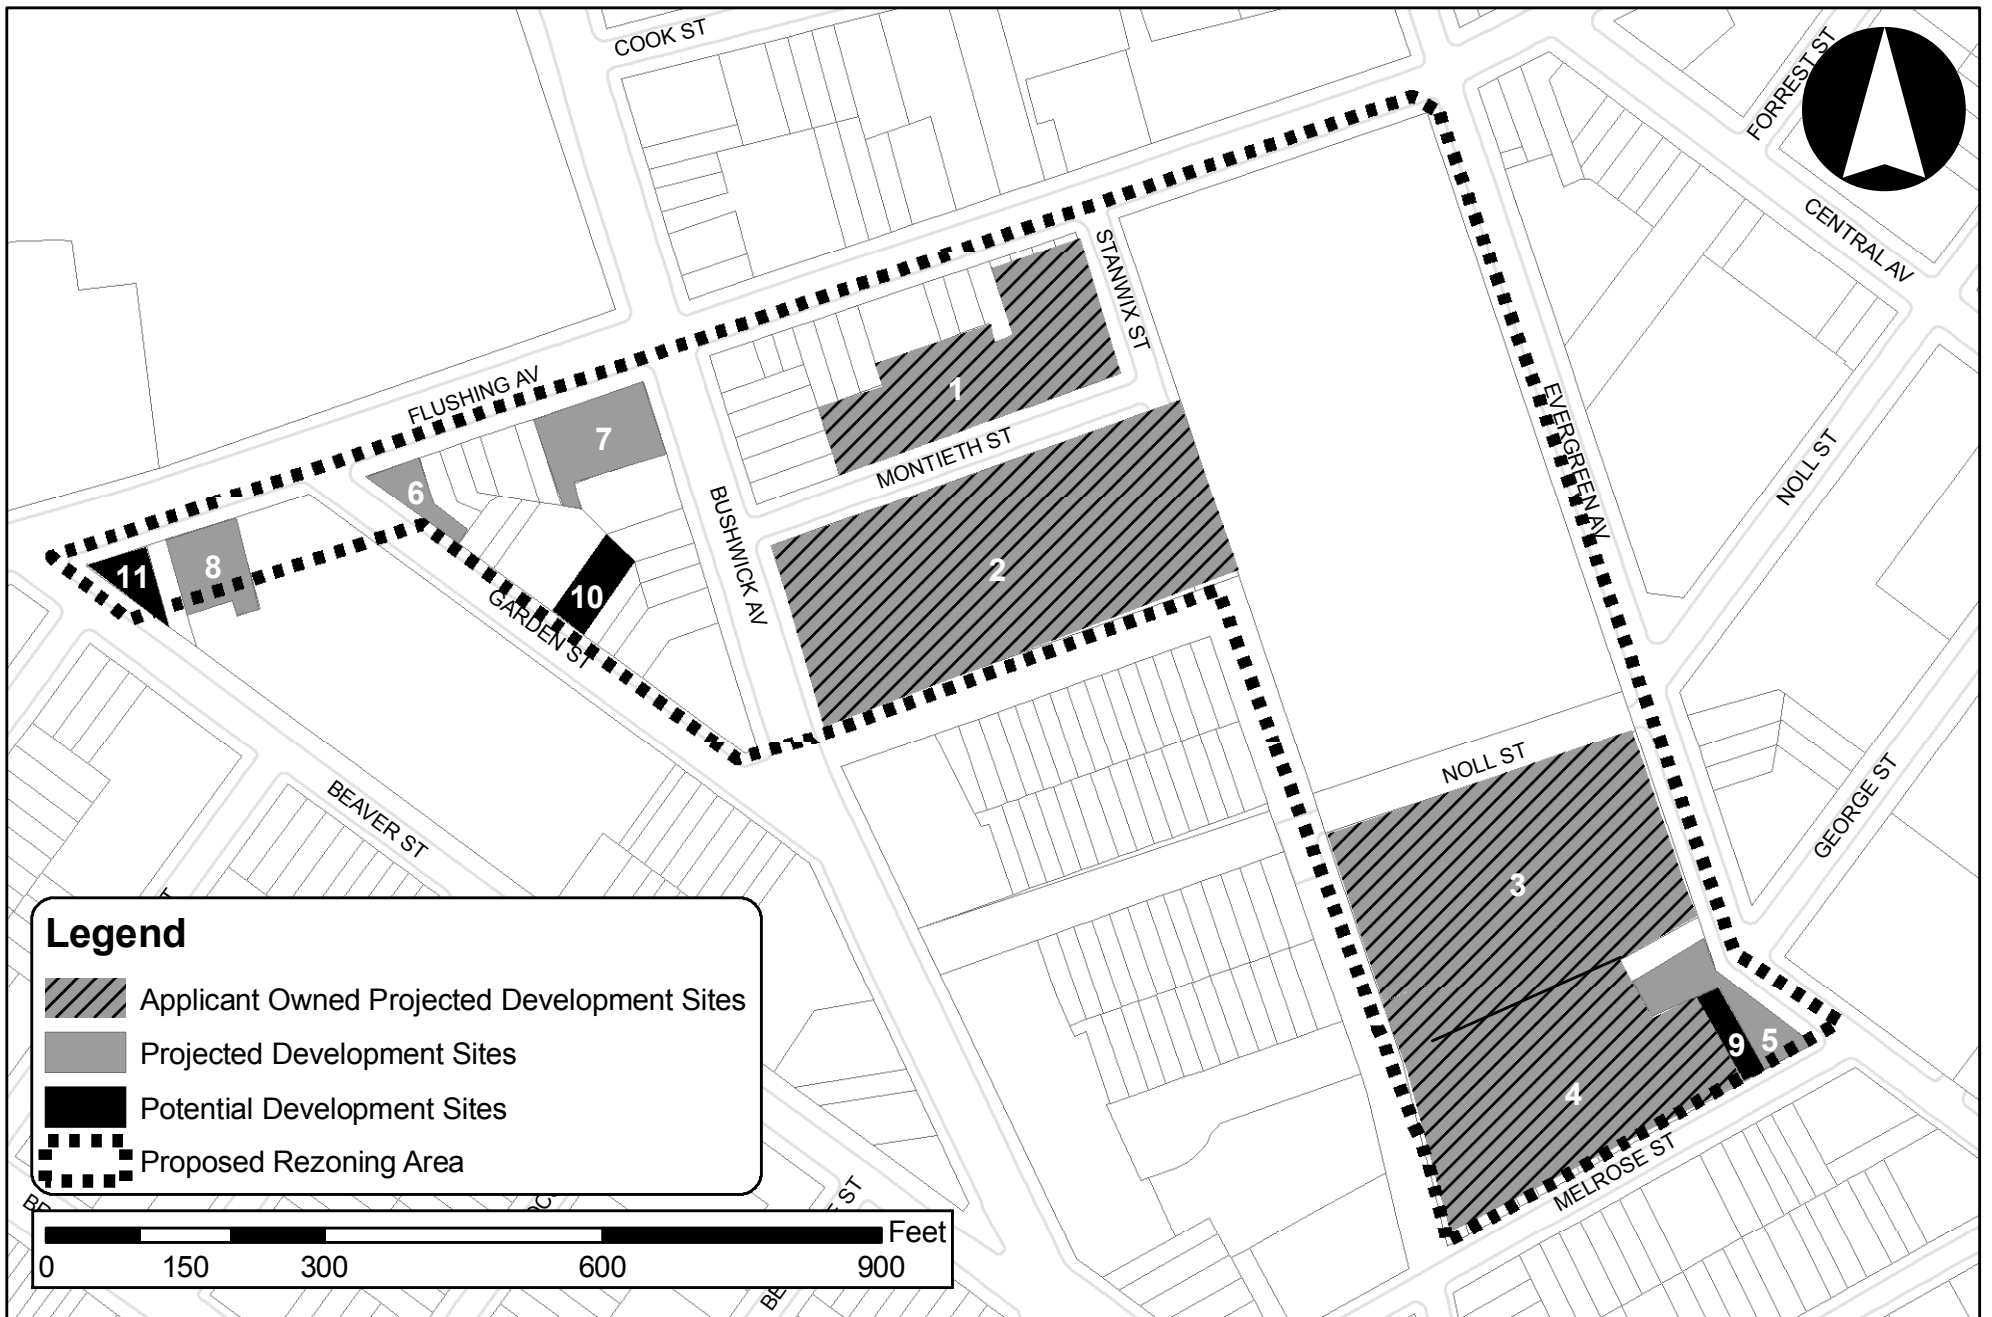 COOK ST
FORREST ST
CENTRAL AV
STANWIX ST
FLUSHING AV
1
7
MONTIETH ST
EVERGREEN AV
NOLL ST
6
BUSHWICK AV
11
8
2
10
GARDEN ST
NOLL ST
BEAVER ST
GEORGE ST
3
9
5
4
MELROSE ST
Legend
Applicant Owned Projected Development Sites
Projected Development Sites
Potential Development Sites
Proposed Rezoning Area
Feet
0 150 300 600 900